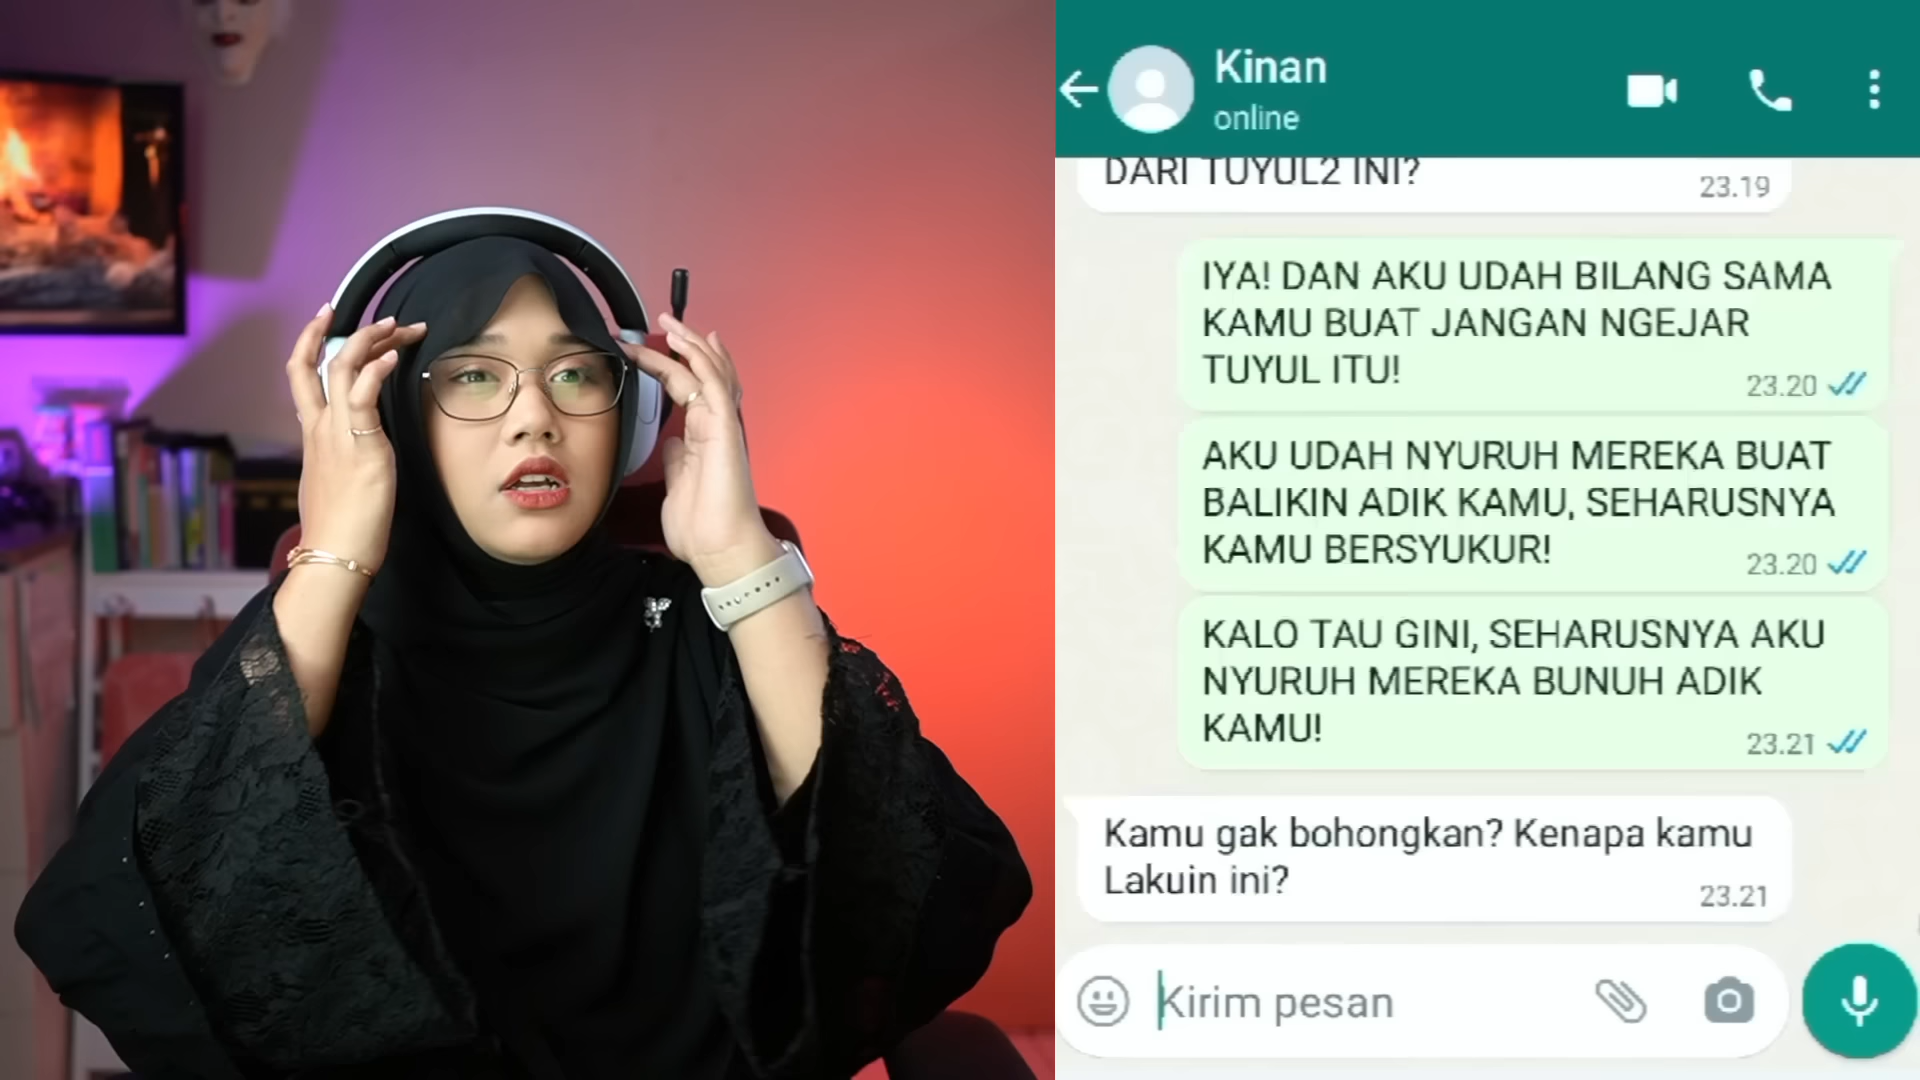 Kinan
online
DARI TUYUL2 INI?
23.19
IYA! DAN AKU UDAH BILANG SAMA
KAMU BUAT JANGAN NGEJAR
TUYUL ITU!
23.20
AKU UDAH NYURUH MEREKA BUAT
BALIKIN ADIK KAMU, SEHARUSNYA
KAMU BERSYUKUR!
23.20
KALO TAU GINI, SEHARUSNYA AKU
NYURUH MEREKA BUNUH ADIK
KAMU!
23.21
Kamu gak bohongkan? Kenapa kamu
Lakuin ini?
23.21
Kirim pesan